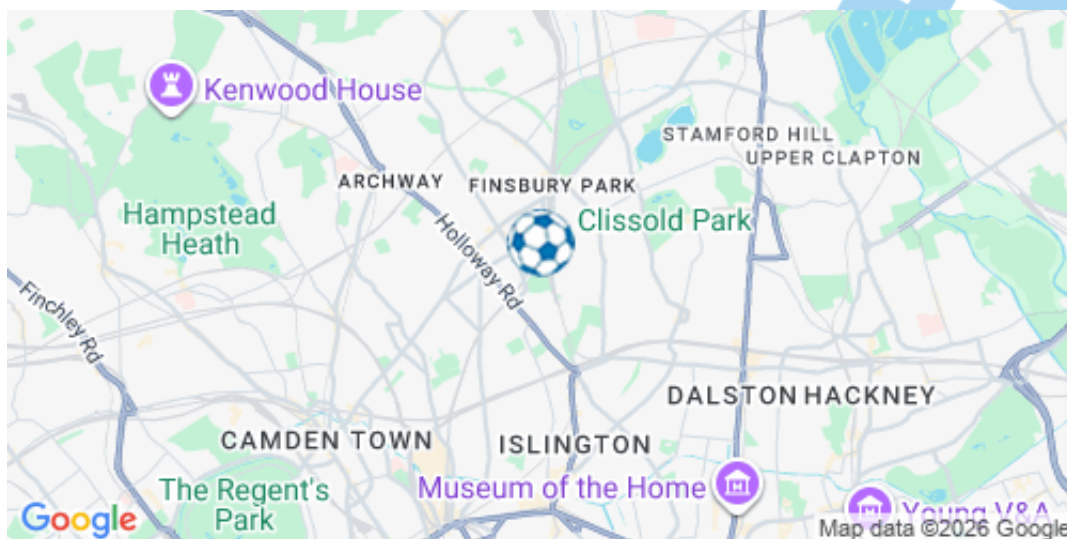 Kenwood House
STAMFORD HILL
UPPER CLAPTON
ARCHWAY
FINSBURY PARK
Hampstead
Heath
Clissold Park
Holloway Rd
Finchley Rd
DALSTON
HACKNEY
CAMDEN TOWN
ISLINGTON
The Regent's
Park
Museum of the Home
Young V&A
Google
Map data ©2026 Google